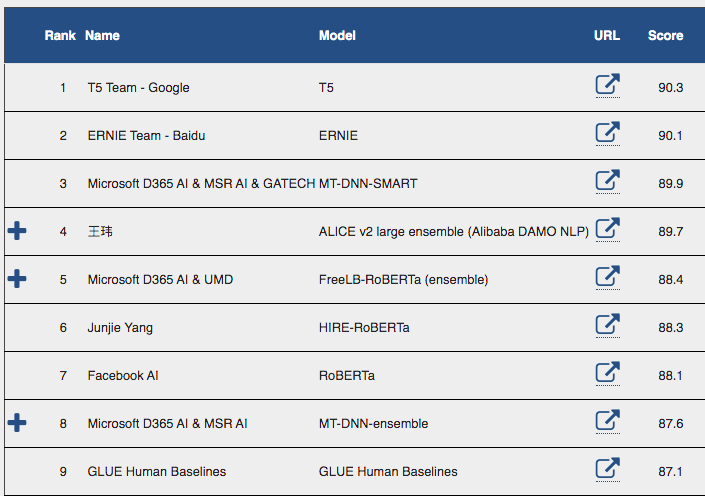 Rank Name Model URL Score
1 T5 Team - Google T5 90.3
2 ERNIE Team - Baidu ERNIE 90.1
3 Microsoft D365 AI & MSR AI & GATECH MT-DNN-SMART 89.9
4 王玮 ALICE v2 large ensemble (Alibaba DAMO NLP) 89.7
5 Microsoft D365 AI & UMD FreeLB-RoBERTa (ensemble) 88.4
6 Junjie Yang HIRE-RoBERTa 88.3
7 Facebook AI RoBERTa 88.1
8 Microsoft D365 AI & MSR AI MT-DNN-ensemble 87.6
9 GLUE Human Baselines GLUE Human Baselines 87.1